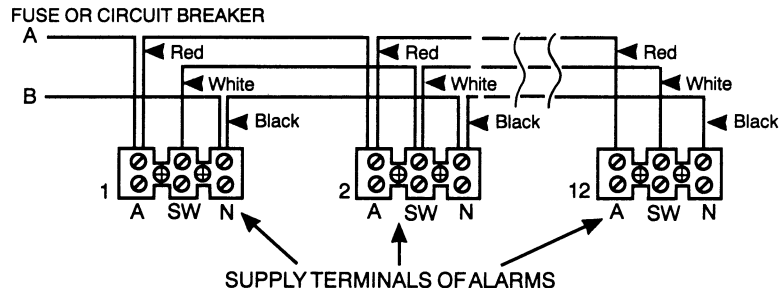 FUSE OR CIRCUIT BREAKER
A
Red Red Red
White White White
B
Black Black Black
1 2 12
A SW N A SW N A SW N
SUPPLY TERMINALS OF ALARMS